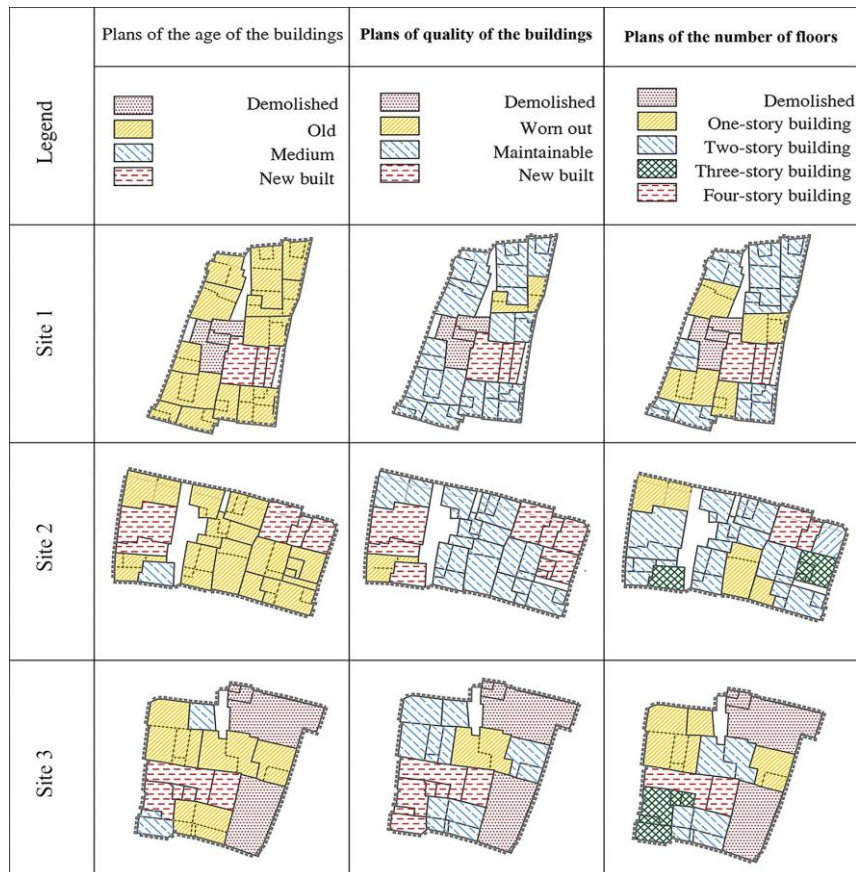 Plans of the age of the buildings
Plans of quality of the buildings
Plans of the number of floors
Legend
Demolished
Old
Medium
New built
Demolished
Worn out
Maintainable
New built
Demolished
One-story building
Two-story building
Three-story building
Four-story building
Site 1
Site 2
Site 3